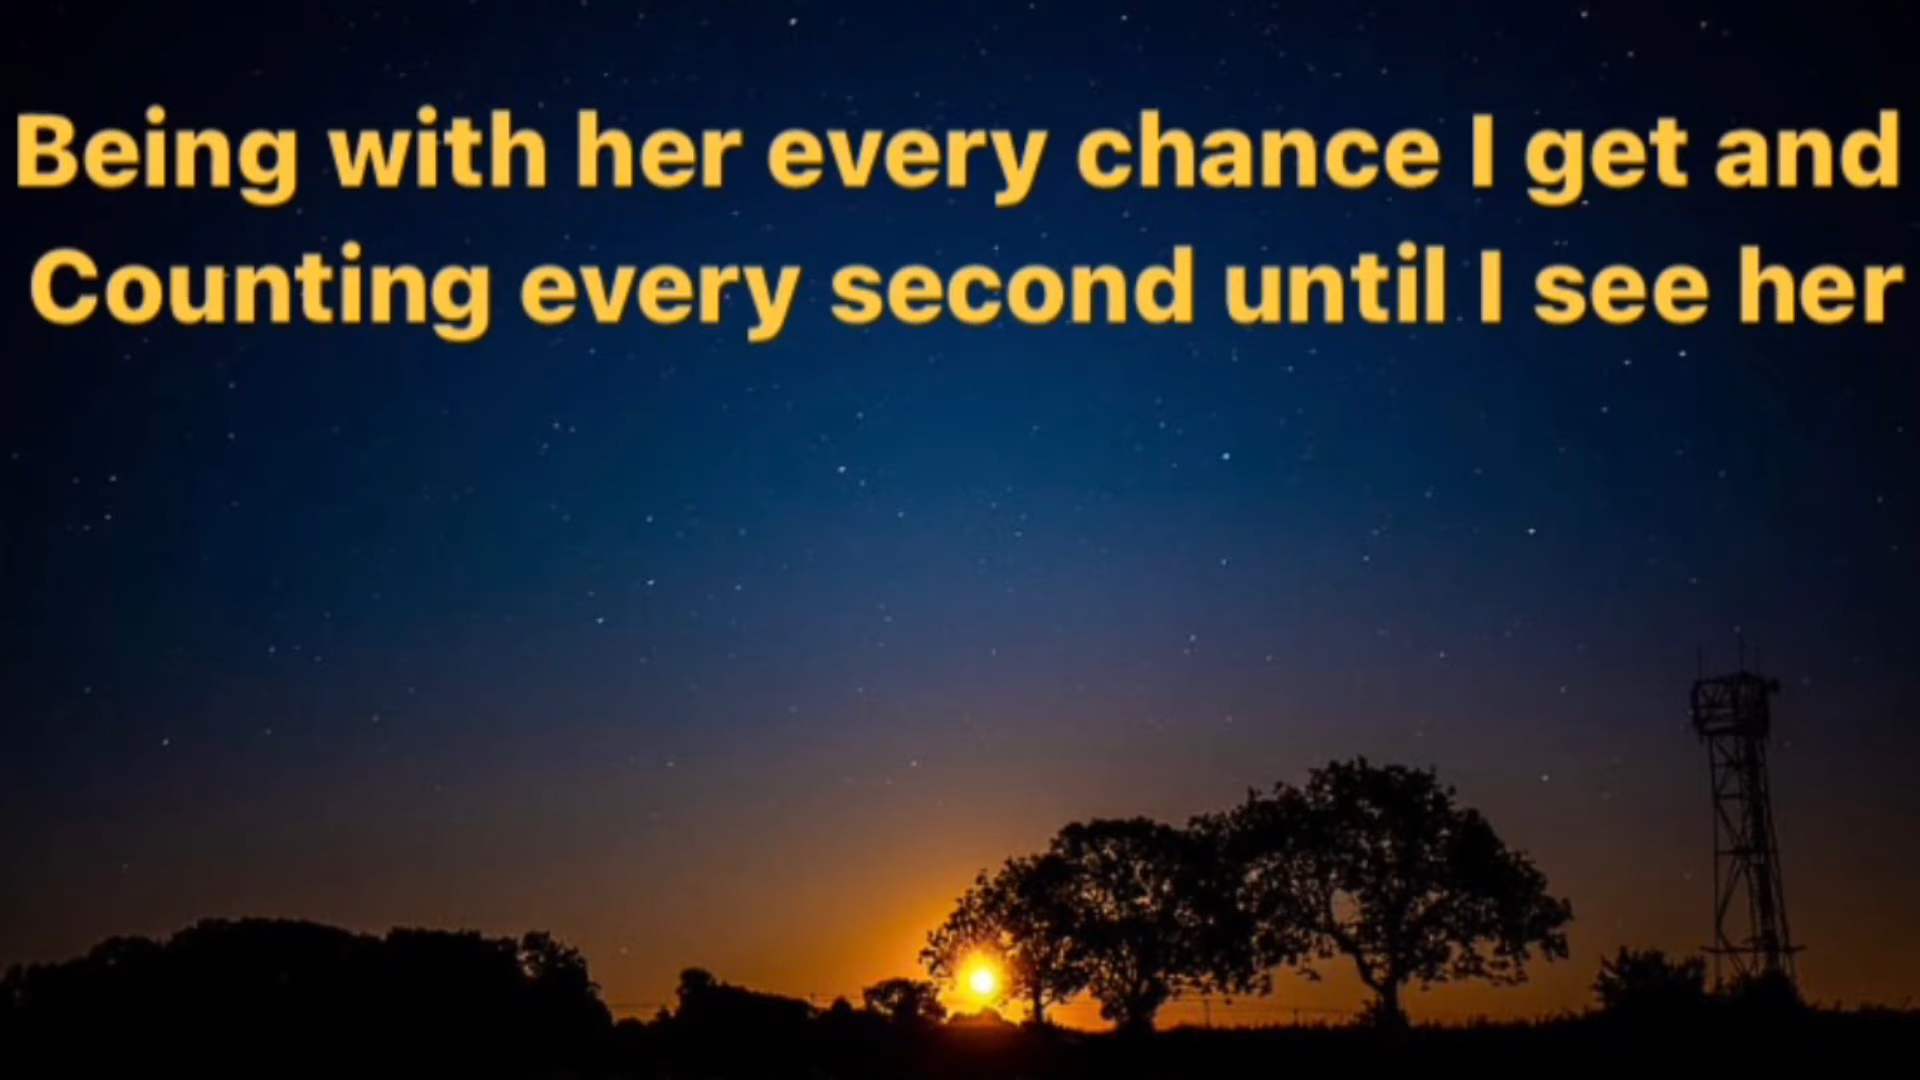 Being with her every chance I get and
Counting every second until I see her